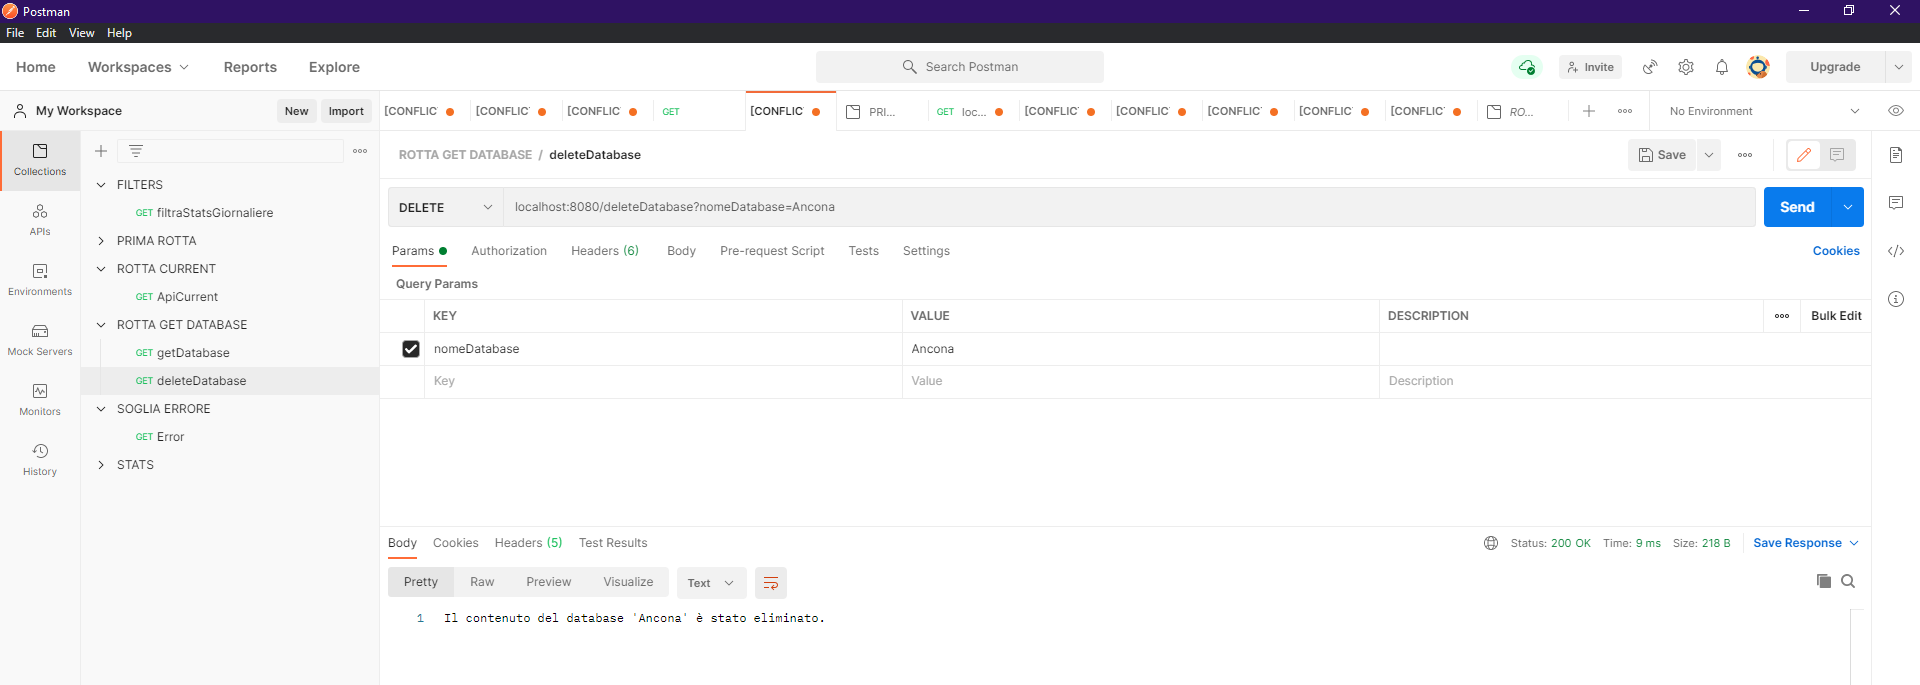 Postman
File Edit View Help
Home Workspaces Reports Explore Search Postman Invite Upgrade
My Workspace New Import [CONFLIC [CONFLIC [CONFLIC GET [CONFLIC PRI... GET loc... [CONFLIC [CONFLIC [CONFLIC [CONFLIC [CONFLIC RO... No Environment
Collections
APIs
Environments
Mock Servers
Monitors
History
FILTERS
GET filtraStatsGiornaliere
PRIMA ROTTA
ROTTA CURRENT
GET ApiCurrent
ROTTA GET DATABASE
GET getDatabase
GET deleteDatabase
SOGLIA ERRORE
GET Error
STATS
ROTTA GET DATABASE / deleteDatabase Save
DELETE localhost:8080/deleteDatabase?nomeDatabase=Ancona Send
Params Authorization Headers (6) Body Pre-request Script Tests Settings Cookies
Query Params
KEY VALUE DESCRIPTION Bulk Edit
nomeDatabase Ancona
Key Value Description
Body Cookies Headers (5) Test Results Status: 200 OK Time: 9 ms Size: 218 B Save Response
Pretty Raw Preview Visualize Text
1 Il contenuto del database 'Ancona' è stato eliminato.